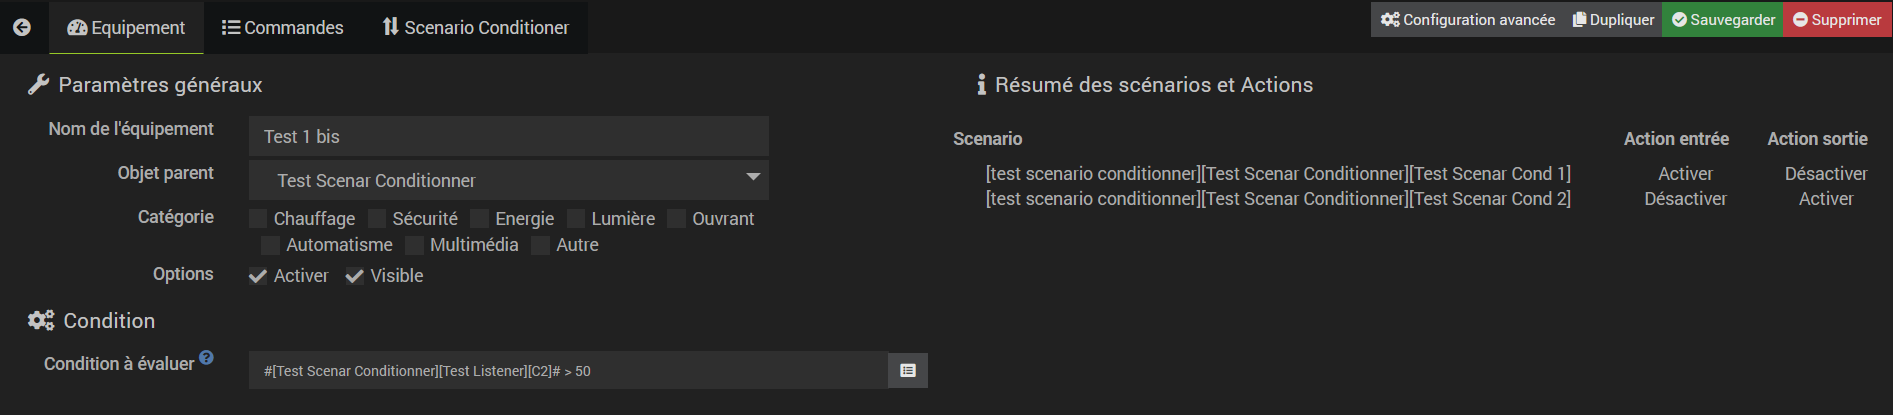 Equipement Commandes Scenario Conditioner Configuration avancée Dupliquer Sauvegarder Supprimer
Paramètres généraux
Nom de l'équipement Test 1 bis
Objet parent Test Scenar Conditionner
Catégorie Chauffage Sécurité Energie Lumière Ouvrant
Automatisme Multimédia Autre
Options Activer Visible
Condition
Condition à évaluer ? #[Test Scenar Conditionner][Test Listener][C2]# > 50
Résumé des scénarios et Actions
Scenario Action entrée Action sortie
[test scenario conditionner][Test Scenar Conditionner][Test Scenar Cond 1] Activer Désactiver
[test scenario conditionner][Test Scenar Conditionner][Test Scenar Cond 2] Désactiver Activer